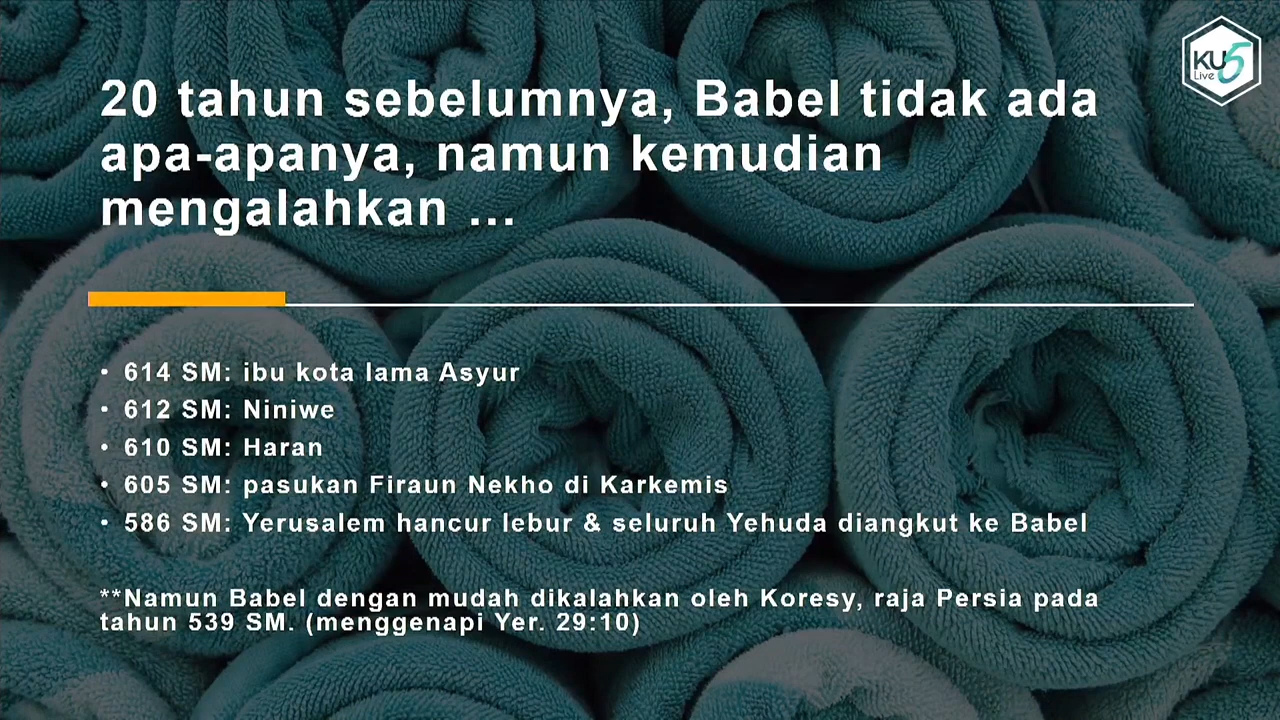 KU5
Live
20 tahun sebelumnya, Babel tidak ada
apa-apanya, namun kemudian
mengalahkan ...
• 614 SM: ibu kota lama Asyur
• 612 SM: Niniwe
• 610 SM: Haran
• 605 SM: pasukan Firaun Nekho di Karkemis
• 586 SM: Yerusalem hancur lebur & seluruh Yehuda diangkut ke Babel
**Namun Babel dengan mudah dikalahkan oleh Koresy, raja Persia pada
tahun 539 SM. (menggenapi Yer. 29:10)